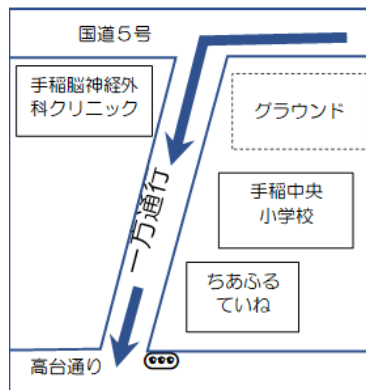 国道5号
手稲脳神経外
科クリニック
グラウンド
一方通行
手稲中央
小学校
ちあふる
ていね
高台通り